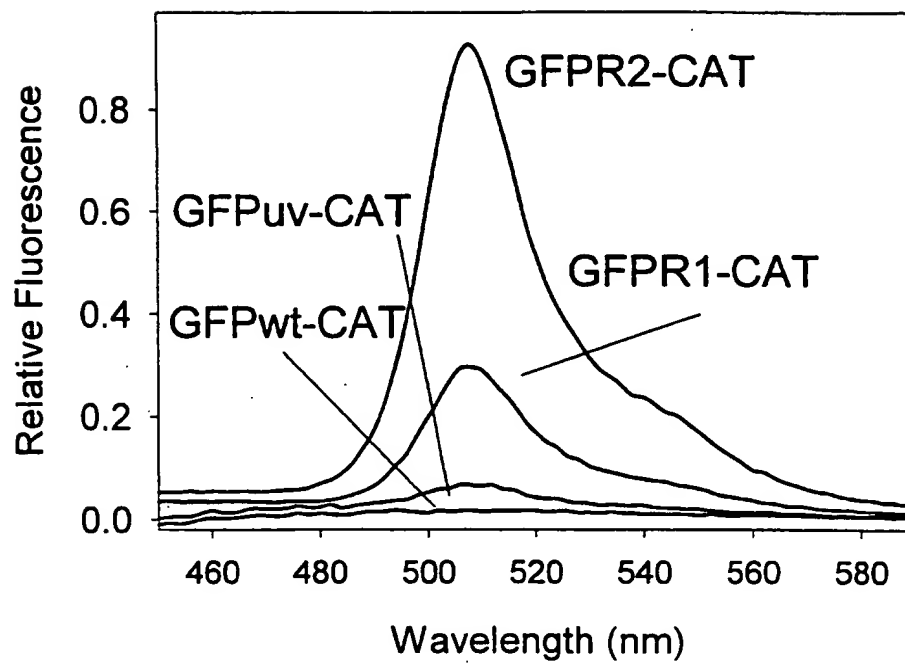 GFPR2-CAT
0.8
GFPuv-CAT
0.6
GFPR1-CAT
GFPwt-CAT
0.4
0.2
0.0
Relative Fluorescence
460 480 500 520 540 560 580
Wavelength (nm)